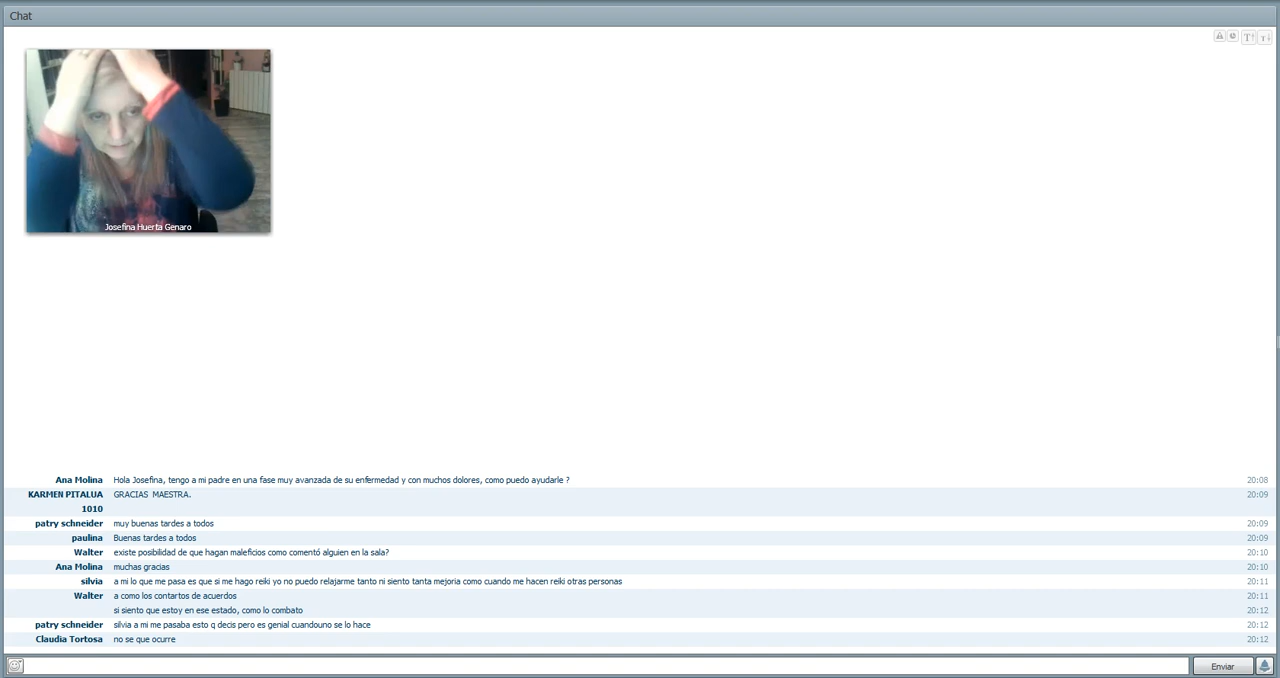 Chat
Josefina Huerta Genaro
Ana Molina Hola Josefina, tengo a mi padre en una fase muy avanzada de su enfermedad y con muchos dolores, como puedo ayudarle ? 20:08
KARMEN PITALUA GRACIAS MAESTRA. 20:09
1010
patry schneider muy buenas tardes a todos 20:09
paulina Buenas tardes a todos 20:09
Walter existe posibilidad de que hagan maleficios como comentó alguien en la sala? 20:10
Ana Molina muchas gracias 20:10
silvia a mi lo que me pasa es que si me hago reiki yo no puedo relajarme tanto ni siento tanta mejoria como cuando me hacen reiki otras personas 20:11
Walter a como los contartos de acuerdos 20:11
si siento que estoy en ese estado, como lo combato 20:12
patry schneider silvia a mi me pasaba esto q decis pero es genial cuandouno se lo hace 20:12
Claudia Tortosa no se que ocurre 20:12
Enviar